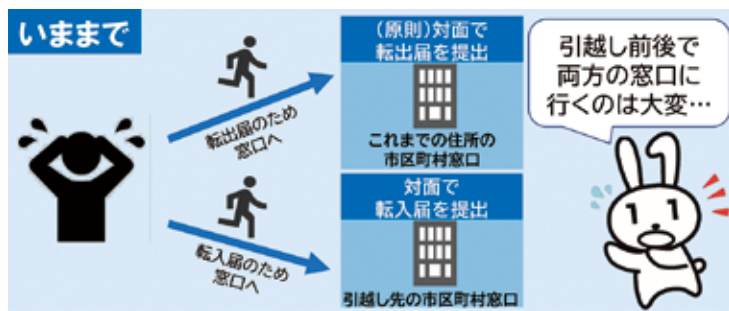 いままで
転出届のため
窓口へ
(原則)対面で
転出届を提出
これまでの住所の
市区町村窓口
転入届のため
窓口へ
対面で
転入届を提出
引越し先の市区町村窓口
引越し前後で
両方の窓口に
行くのは大変…